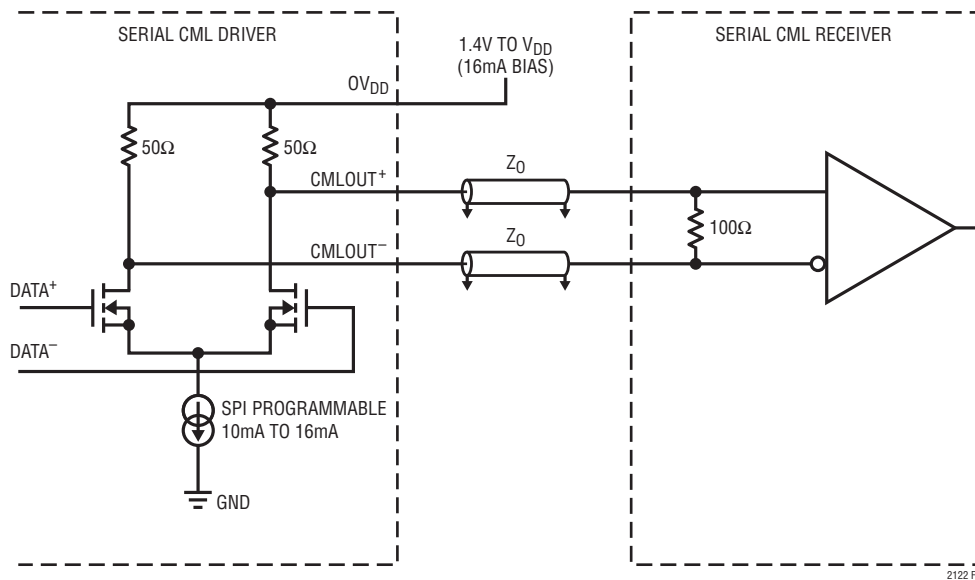 SERIAL CML DRIVER
SERIAL CML RECEIVER
1.4V TO VDD
(16mA BIAS)
OVDD
50Ω
50Ω
CMLOUT+
Z0
100Ω
CMLOUT−
Z0
DATA+
DATA−
SPI PROGRAMMABLE
10mA TO 16mA
GND
2122 F